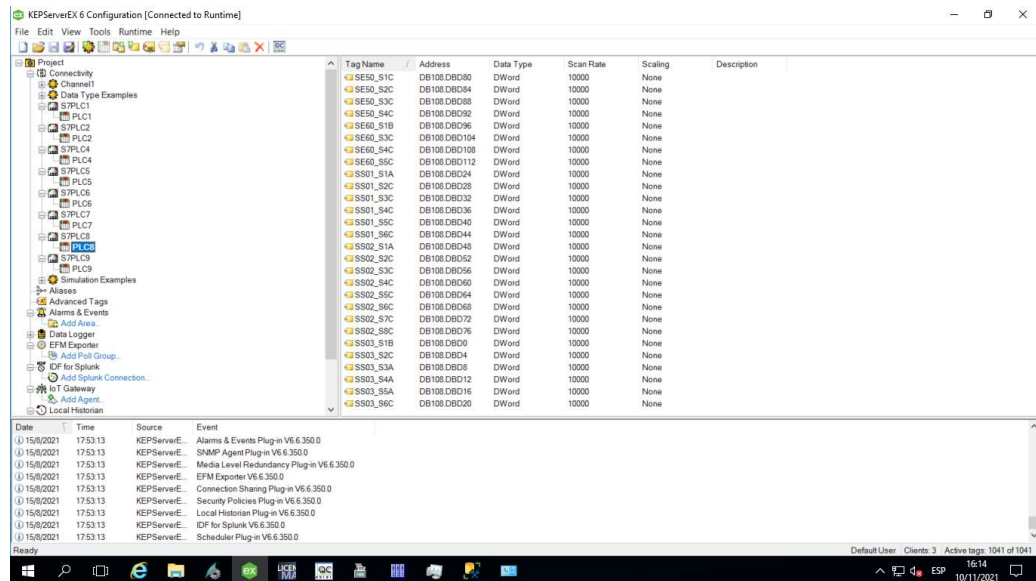 KEPServerEX 6 Configuration [Connected to Runtime]
File Edit View Tools Runtime Help
Project
Connectivity
Channel1
Data Type Examples
S7PLC1
PLC1
S7PLC2
PLC2
S7PLC4
PLC4
S7PLC5
PLC5
S7PLC6
PLC6
S7PLC7
PLC7
S7PLC8
PLC8
S7PLC9
PLC9
Simulation Examples
Aliases
Advanced Tags
Alarms & Events
Add Area...
Data Logger
EFM Exporter
Add Poll Group...
IDF for Splunk
Add Splunk Connection...
IoT Gateway
Add Agent...
Local Historian
Tag Name / Address Data Type Scan Rate Scaling Description
SE50_S1C DB108.DBD80 DWord 10000 None
SE50_S2C DB108.DBD84 DWord 10000 None
SE50_S3C DB108.DBD88 DWord 10000 None
SE50_S4C DB108.DBD92 DWord 10000 None
SE60_S1B DB108.DBD96 DWord 10000 None
SE60_S3C DB108.DBD104 DWord 10000 None
SE60_S4C DB108.DBD108 DWord 10000 None
SE60_S5C DB108.DBD112 DWord 10000 None
SS01_S1A DB108.DBD24 DWord 10000 None
SS01_S2C DB108.DBD28 DWord 10000 None
SS01_S3C DB108.DBD32 DWord 10000 None
SS01_S4C DB108.DBD36 DWord 10000 None
SS01_S5C DB108.DBD40 DWord 10000 None
SS01_S6C DB108.DBD44 DWord 10000 None
SS02_S1A DB108.DBD48 DWord 10000 None
SS02_S2C DB108.DBD52 DWord 10000 None
SS02_S3C DB108.DBD56 DWord 10000 None
SS02_S4C DB108.DBD60 DWord 10000 None
SS02_S5C DB108.DBD64 DWord 10000 None
SS02_S6C DB108.DBD68 DWord 10000 None
SS02_S7C DB108.DBD72 DWord 10000 None
SS02_S8C DB108.DBD76 DWord 10000 None
SS03_S1B DB108.DBD0 DWord 10000 None
SS03_S2C DB108.DBD4 DWord 10000 None
SS03_S3A DB108.DBD8 DWord 10000 None
SS03_S4A DB108.DBD12 DWord 10000 None
SS03_S5A DB108.DBD16 DWord 10000 None
SS03_S6C DB108.DBD20 DWord 10000 None
Date Time Source Event
15/8/2021 17:53:13 KEPServerE... Alarms & Events Plug-in V6.6.350.0
15/8/2021 17:53:13 KEPServerE... SNMP Agent Plug-in V6.6.350.0
15/8/2021 17:53:13 KEPServerE... Media Level Redundancy Plug-in V6.6.350.0
15/8/2021 17:53:13 KEPServerE... EFM Exporter V6.6.350.0
15/8/2021 17:53:13 KEPServerE... Connection Sharing Plug-in V6.6.350.0
15/8/2021 17:53:13 KEPServerE... Security Policies Plug-in V6.6.350.0
15/8/2021 17:53:13 KEPServerE... Local Historian Plug-in V6.6.350.0
15/8/2021 17:53:13 KEPServerE... IDF for Splunk V6.6.350.0
15/8/2021 17:53:13 KEPServerE... Scheduler Plug-in V6.6.350.0
Ready Default User Clients: 3 Active tags: 1041 of 1041
ESP 16:14
10/11/2021